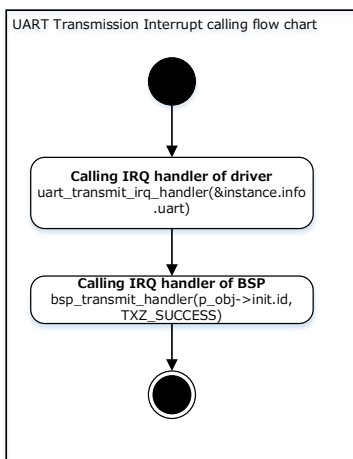 UART Transmission Interrupt calling flow chart
Calling IRQ handler of driver
uart_transmit_irq_handler(&instance.info
.uart)
Calling IRQ handler of BSP
bsp_transmit_handler(p_obj->init.id,
TXZ_SUCCESS)